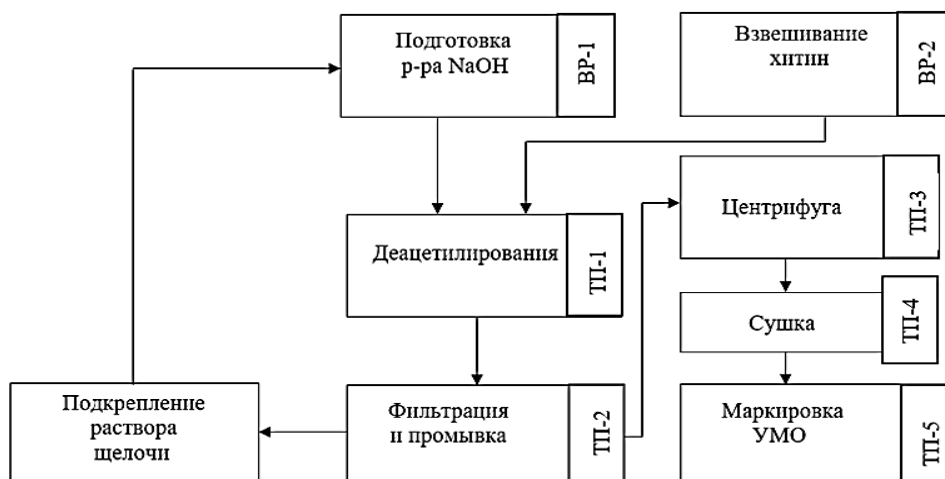 Подготовка
р-ра NaOH
ВР-1
Взвешивание
хитин
ВР-2
Деацетилирования
ТП-1
Центрифуга
ТП-3
Сушка
ТП-4
Подкрепление
раствора
щелочи
Фильтрация
и промывка
ТП-2
Маркировка
УМО
ТП-5